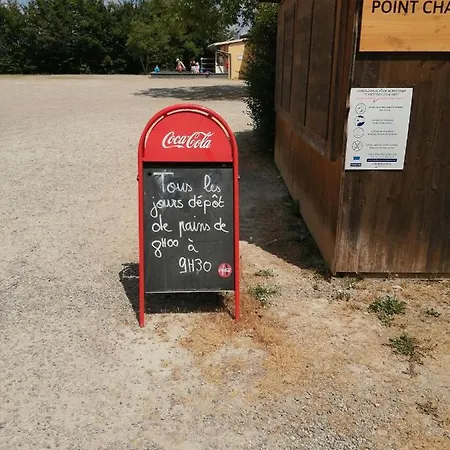 POINT CHA
Coca-Cola
Tous les
jours dépôt
de pains de
8H00 à
9H30